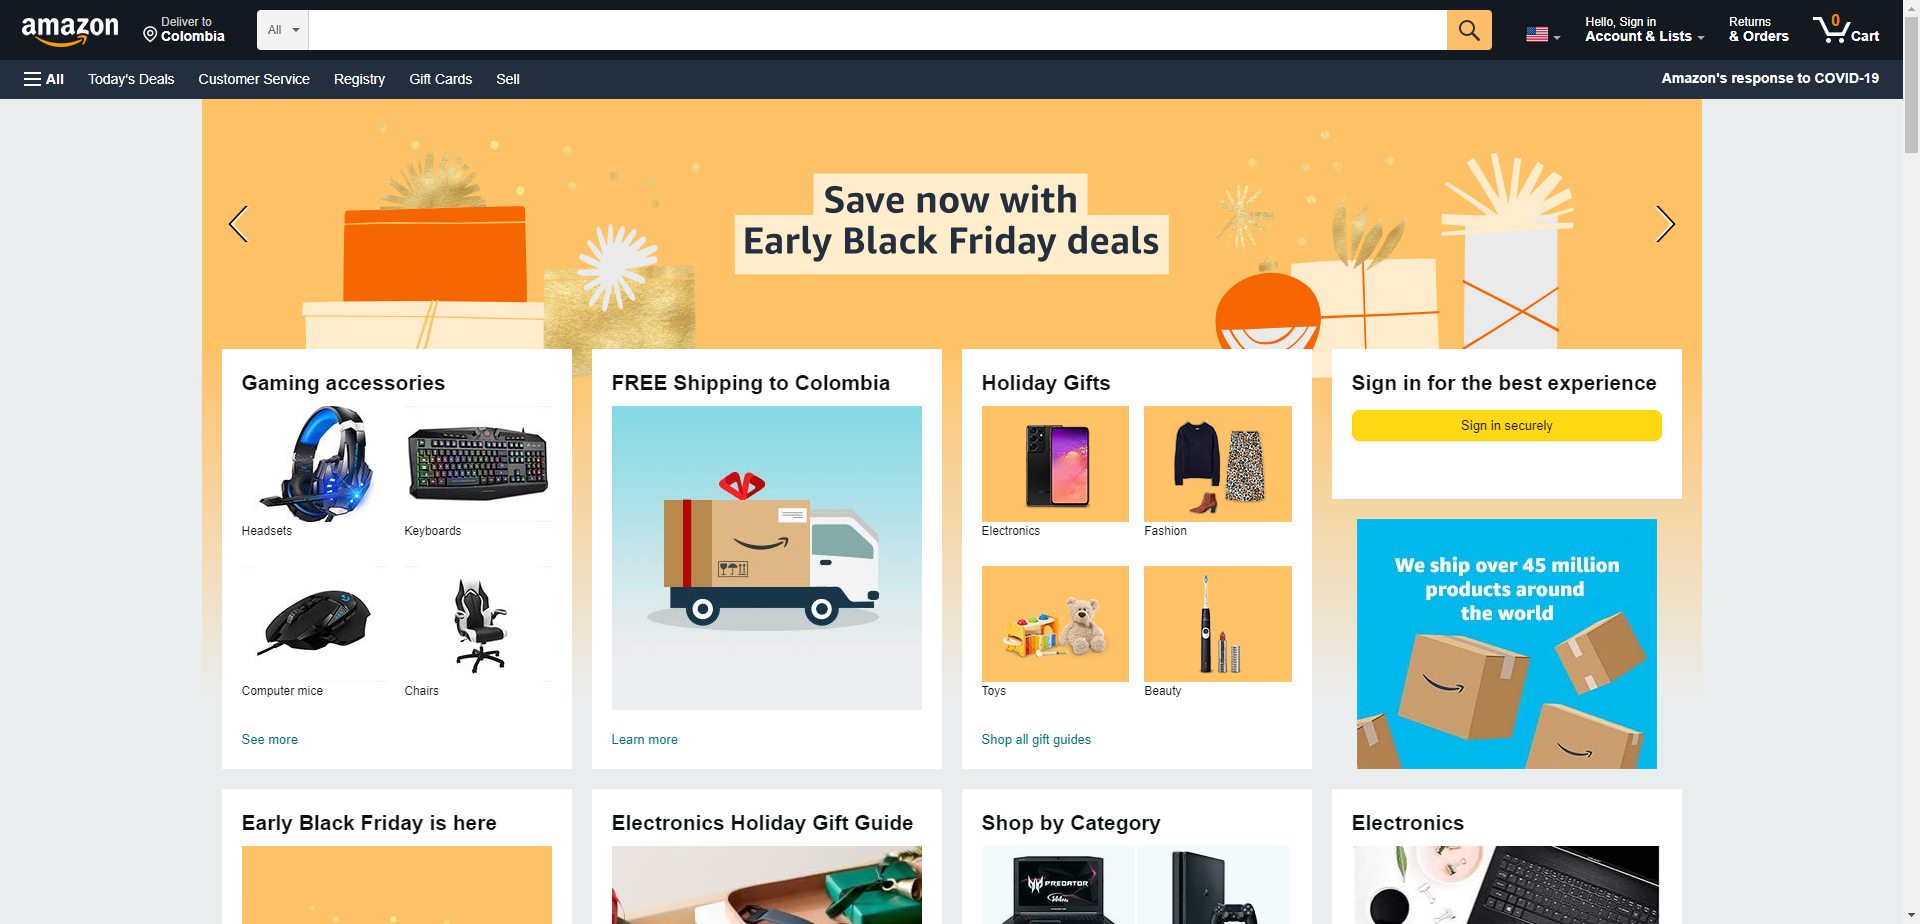 amazon
Deliver to
Colombia
All
Hello, Sign in
Account & Lists
Returns
& Orders
0
Cart
All
Today's Deals
Customer Service
Registry
Gift Cards
Sell
Amazon's response to COVID-19
Save now with
Early Black Friday deals
Gaming accessories
Headsets
Keyboards
Computer mice
Chairs
See more
FREE Shipping to Colombia
Learn more
Holiday Gifts
Electronics
Fashion
Toys
Beauty
Shop all gift guides
Sign in for the best experience
Sign in securely
We ship over 45 million
products around
the world
Early Black Friday is here
Electronics Holiday Gift Guide
Shop by Category
PREDATOR
Electronics